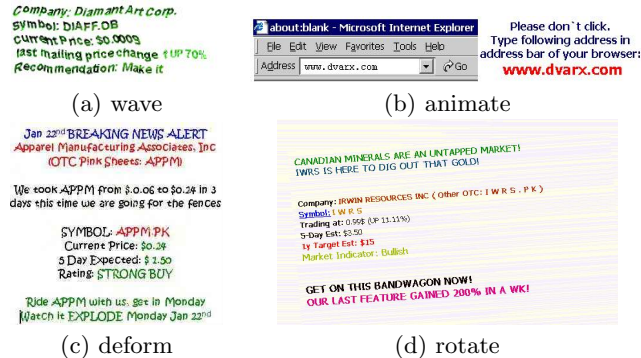 Company: Diamant Art Corp.
Symbol: DIAFF.OB
Current Price: $0.0009
last mailing price change ↑ UP 70%
Recommendation: Make it
(a) wave
about:blank - Microsoft Internet Explorer
File Edit View Favorites Tools Help
Address www.dvarx.com Go
Please don`t click.
Type following address in
address bar of your browser:
www.dvarx.com
(b) animate
Jan 22nd BREAKING NEWS ALERT
Apparel Manufacturing Associates, Inc
(OTC Pink Sheets: APPM)
We took APPM from $.0.06 to $0.24 in 3
days this time we are going for the fences
SYMBOL: APPM.PK
Current Price: $0.24
5 Day Expected: $ 1.50
Rating: STRONG BUY
Ride APPM with us, get in Monday
Watch it EXPLODE Monday Jan 22nd
(c) deform
CANADIAN MINERALS ARE AN UNTAPPED MARKET!
IWRS IS HERE TO DIG OUT THAT GOLD!
Company: IRWIN RESOURCES INC ( Other OTC: I W R S . P K )
Symbol: I W R S
Trading at: 0.99$ (UP 11.11%)
5-Day Est: $3.50
1y Target Est: $15
Market Indicator: Bullish
GET ON THIS BANDWAGON NOW!
OUR LAST FEATURE GAINED 200% IN A WK!
(d) rotate